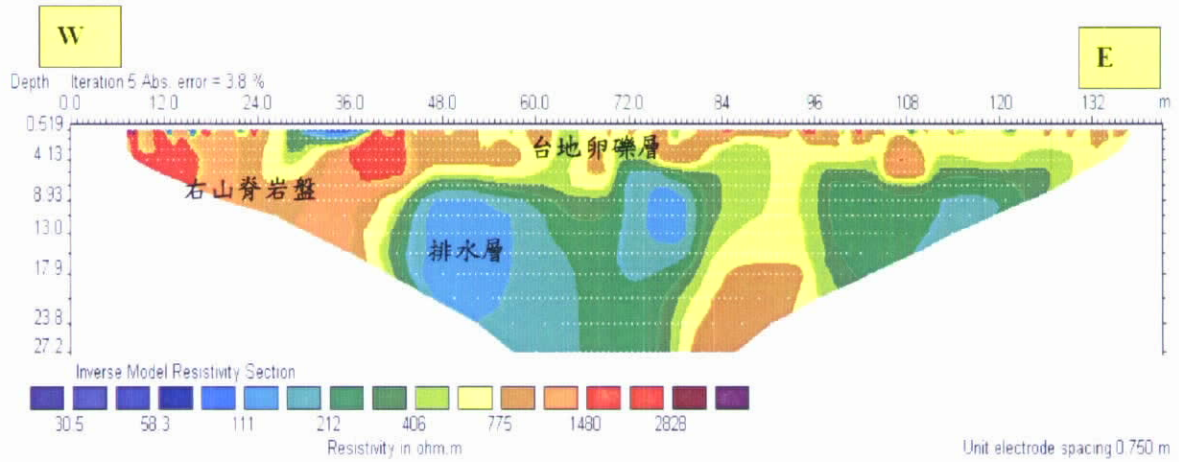 W
E
Depth Iteration 5 Abs. error = 3.8 %
0.0 12.0 24.0 36.0 48.0 60.0 72.0 84 96 108 120 132 m
0.519
4.13
8.93
13.0
17.9
23.8
27.2
台地卵礫層
右山脊岩盤
排水層
Inverse Model Resistivity Section
30.5 58.3 111 212 406 775 1480 2828
Resistivity in ohm.m
Unit electrode spacing 0.750 m